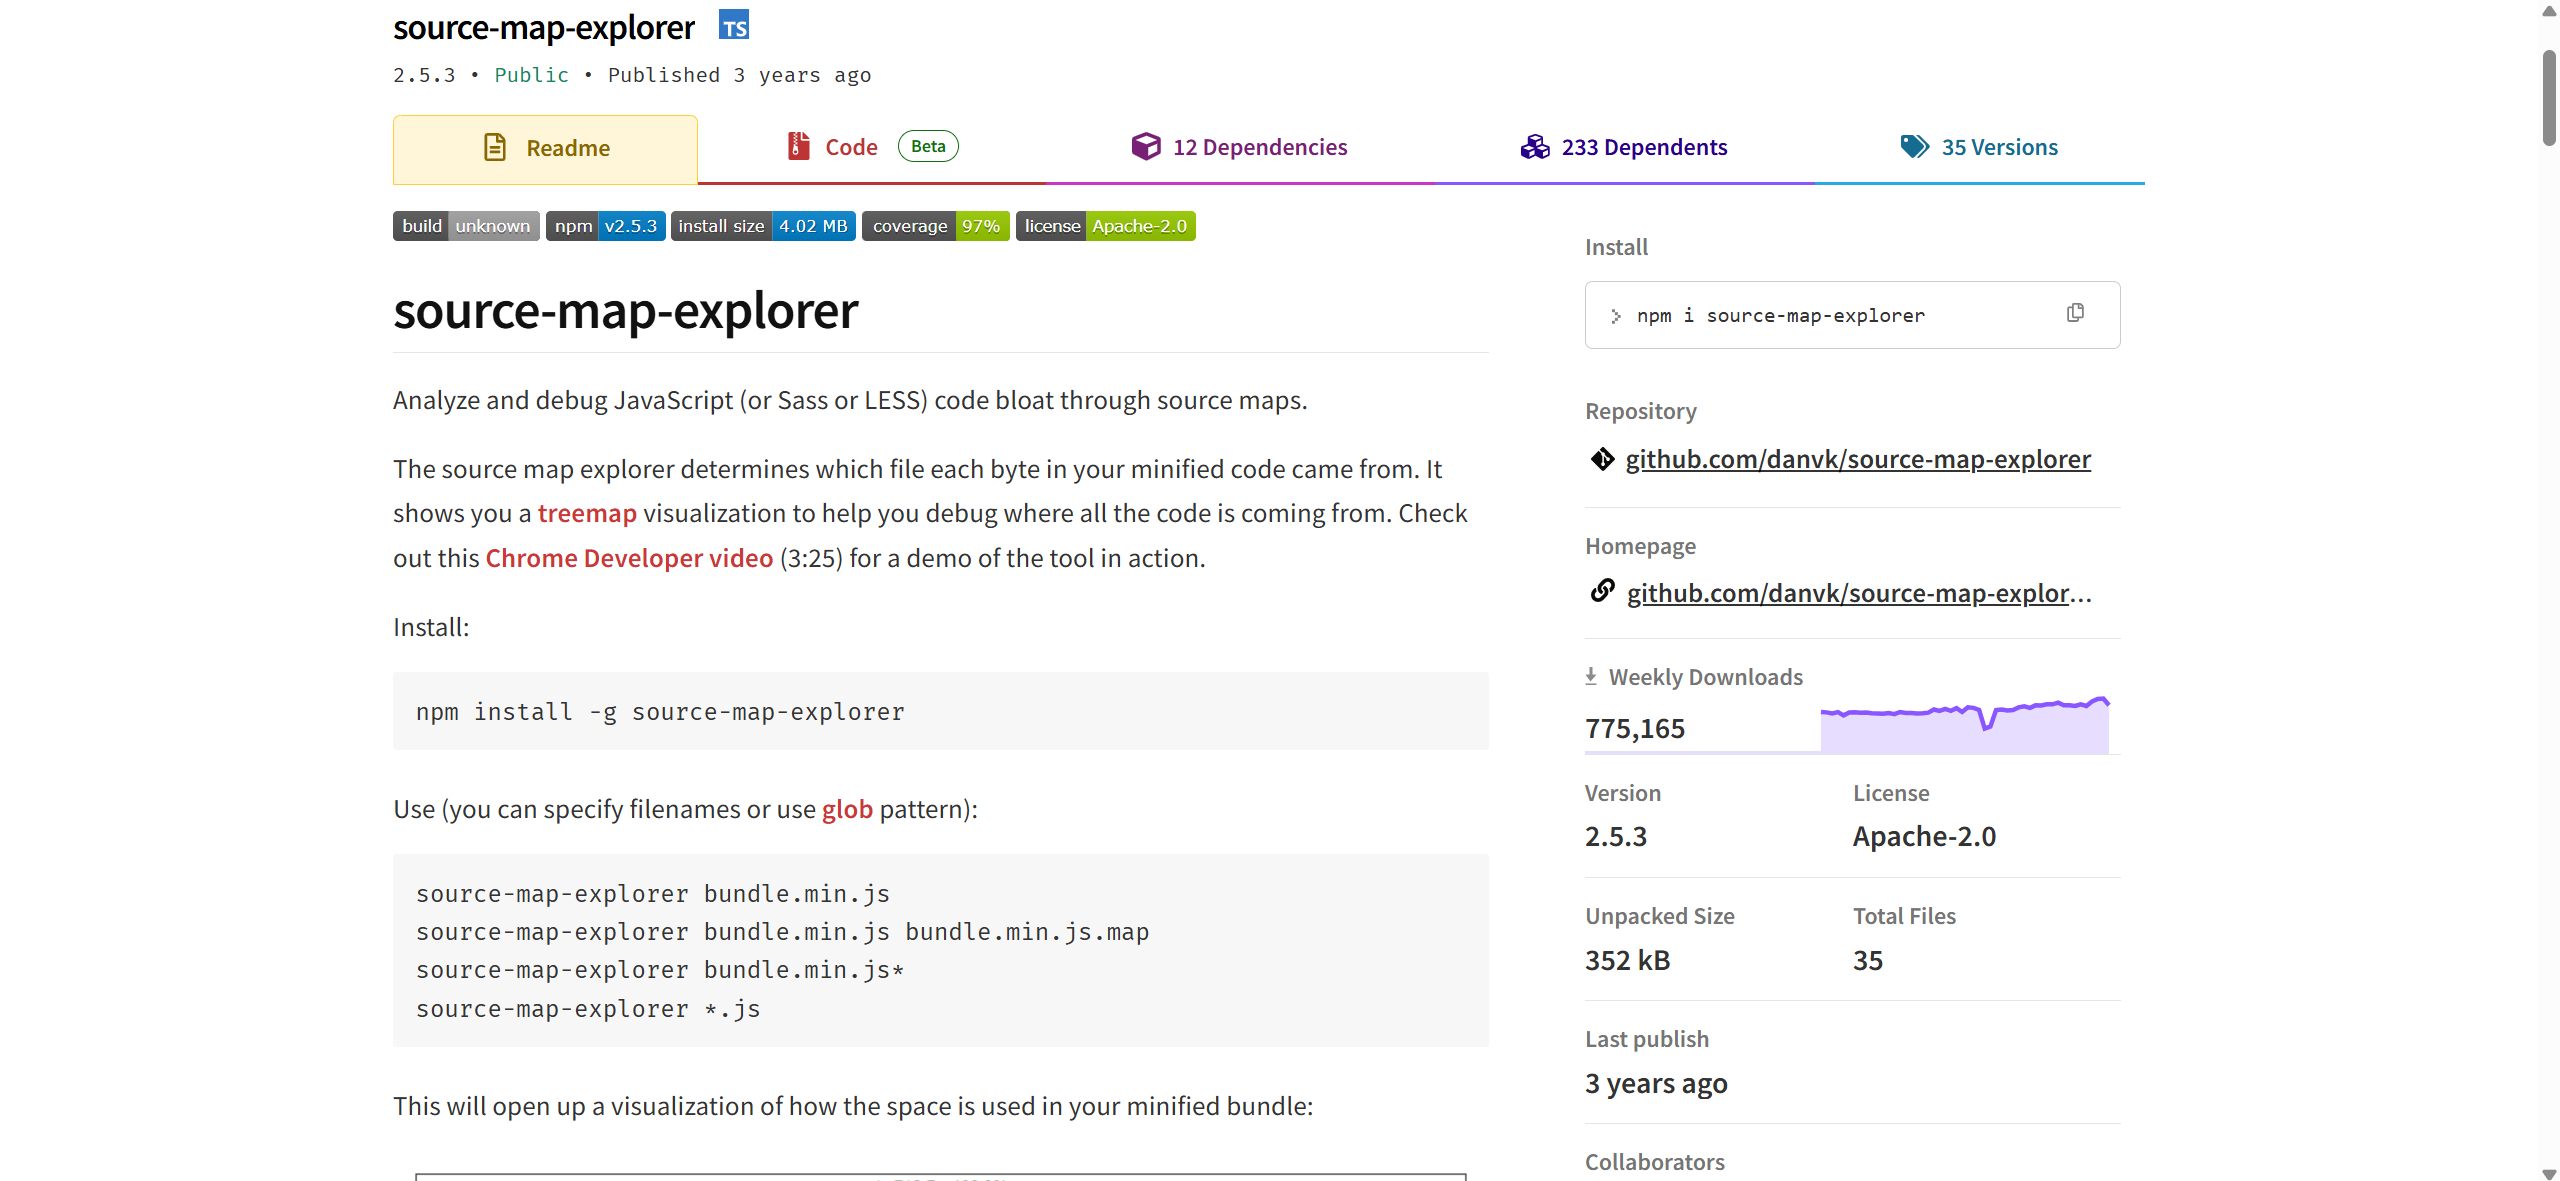 source-map-explorer TS
2.5.3 • Public • Published 3 years ago
Readme
Code Beta
12 Dependencies
233 Dependents
35 Versions
build unknown npm v2.5.3 install size 4.02 MB coverage 97% license Apache-2.0
source-map-explorer
Analyze and debug JavaScript (or Sass or LESS) code bloat through source maps.
The source map explorer determines which file each byte in your minified code came from. It
shows you a treemap visualization to help you debug where all the code is coming from. Check
out this Chrome Developer video (3:25) for a demo of the tool in action.
Install:
npm install -g source-map-explorer
Use (you can specify filenames or use glob pattern):
source-map-explorer bundle.min.js
source-map-explorer bundle.min.js bundle.min.js.map
source-map-explorer bundle.min.js*
source-map-explorer *.js
This will open up a visualization of how the space is used in your minified bundle:
Install
> npm i source-map-explorer
Repository
github.com/danvk/source-map-explorer
Homepage
github.com/danvk/source-map-explor...
Weekly Downloads
775,165
Version
2.5.3
License
Apache-2.0
Unpacked Size
352 kB
Total Files
35
Last publish
3 years ago
Collaborators